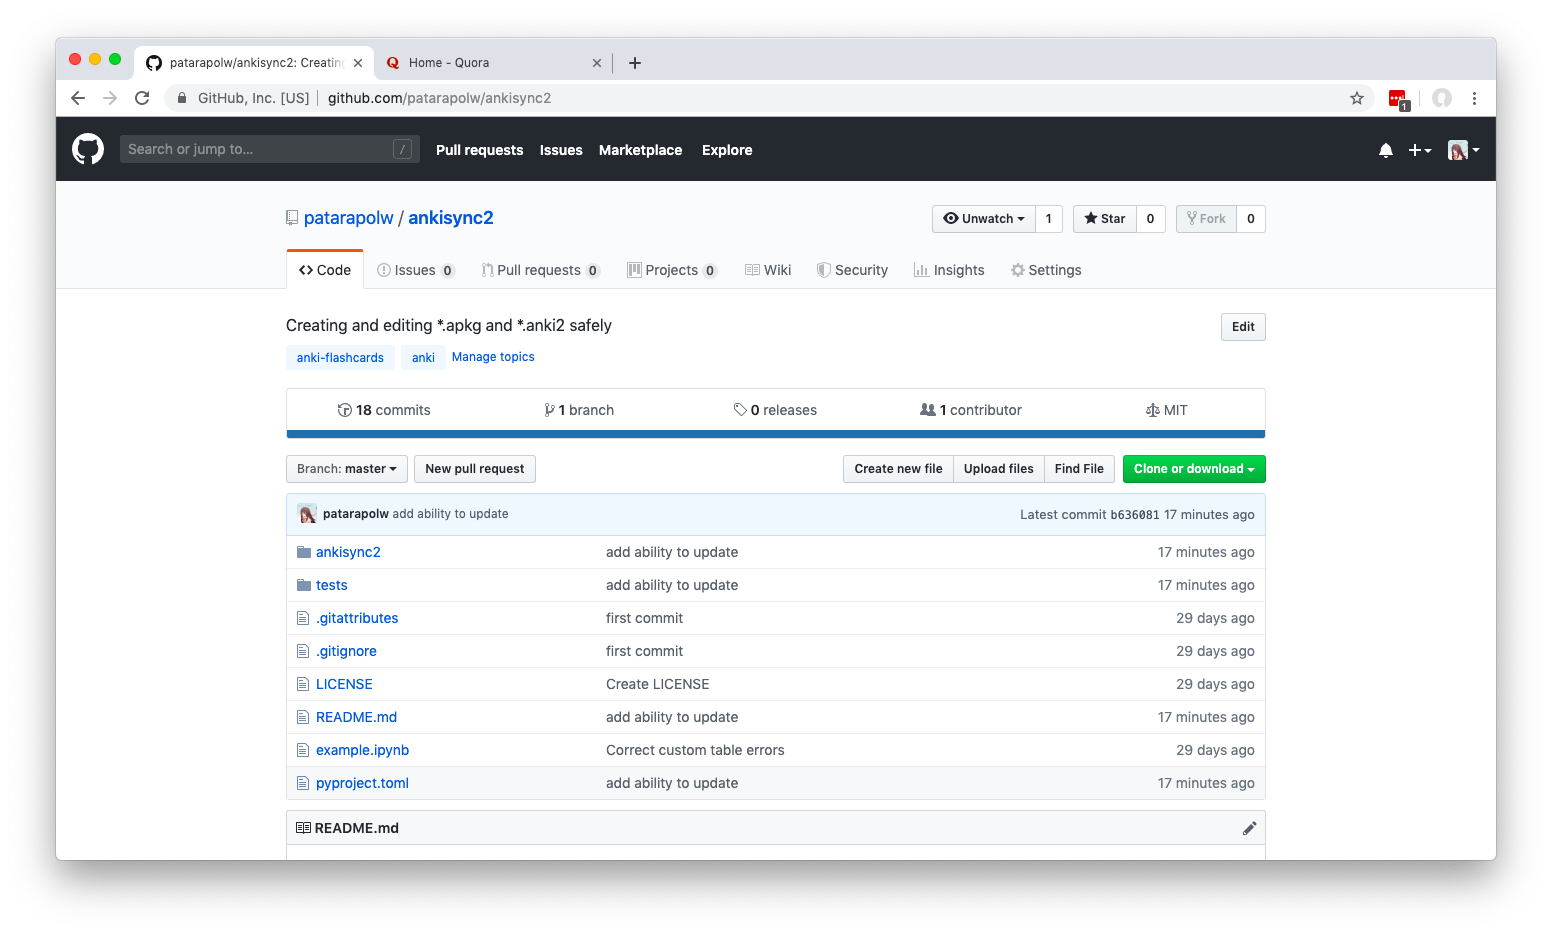 patarapolw/ankisync2: Creating
Home - Quora
GitHub, Inc. [US] github.com/patarapolw/ankisync2
1
Search or jump to... /
Pull requests Issues Marketplace Explore
patarapolw / ankisync2
Unwatch 1 Star 0 Fork 0
Code Issues 0 Pull requests 0 Projects 0 Wiki Security Insights Settings
Creating and editing *.apkg and *.anki2 safely
Edit
anki-flashcards anki Manage topics
18 commits 1 branch 0 releases 1 contributor MIT
Branch: master New pull request Create new file Upload files Find File Clone or download
patarapolw add ability to update Latest commit b636081 17 minutes ago
ankisync2 add ability to update 17 minutes ago
tests add ability to update 17 minutes ago
.gitattributes first commit 29 days ago
.gitignore first commit 29 days ago
LICENSE Create LICENSE 29 days ago
README.md add ability to update 17 minutes ago
example.ipynb Correct custom table errors 29 days ago
pyproject.toml add ability to update 17 minutes ago
README.md